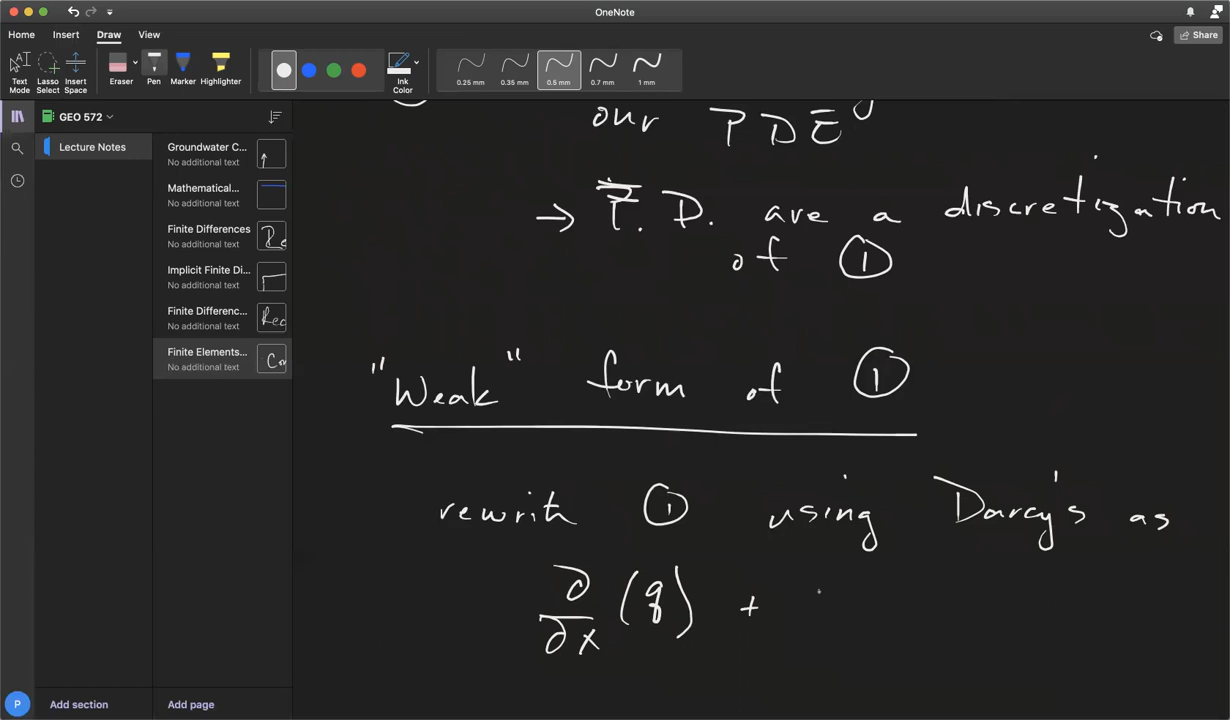 OneNote
Home Insert Draw View
Share
Text Mode
Lasso Select
Insert Space
Eraser
Pen
Marker
Highlighter
Ink Color
0.25 mm
0.35 mm
0.5 mm
0.7 mm
1 mm
GEO 572
Lecture Notes
Groundwater C...
No additional text
Mathematical...
No additional text
Finite Differences
No additional text
Implicit Finite Di...
No additional text
Finite Differenc...
No additional text
Finite Elements...
No additional text
Add section
Add page
P
our PDE
→ F. D. are a discretization
of ①
"Weak" form of ①
rewrite ① using Darcy's as
∂/∂x (q) +